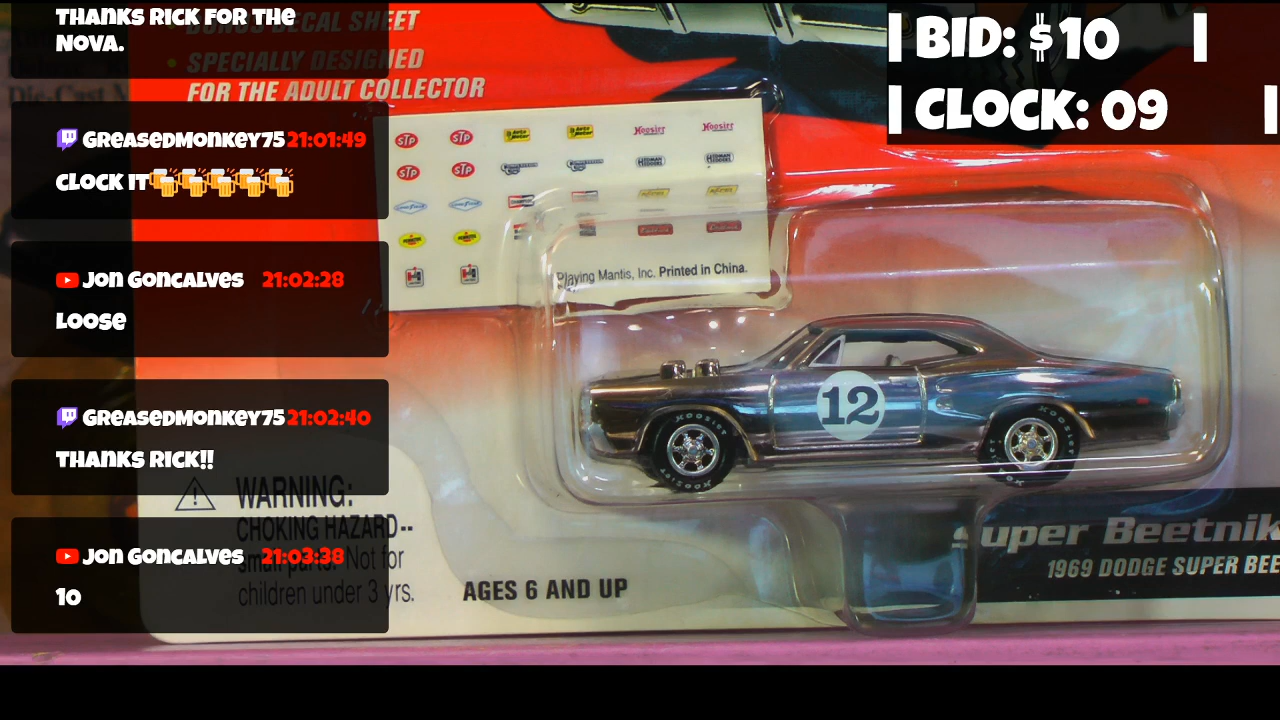 THANKS RICK FOR THE
NOVA.
GREASEDMONKEY75 21:01:49
CLOCK IT
JON GONCALVES 21:02:28
LOOSE
GREASEDMONKEY75 21:02:40
THANKS RICK!!
JON GONCALVES 21:03:38
10
BONUS DECAL SHEET
• SPECIALLY DESIGNED
FOR THE ADULT COLLECTOR
| BID: $10 |
| CLOCK: 09 |
STP STP Hoosier Hoosier
STP STP
Playing Mantis, Inc. Printed in China.
12
HOOSIER
HOOSIER
WARNING:
CHOKING HAZARD--
small parts. Not for
children under 3 yrs.
AGES 6 AND UP
Super Beetnik
1969 DODGE SUPER BEE